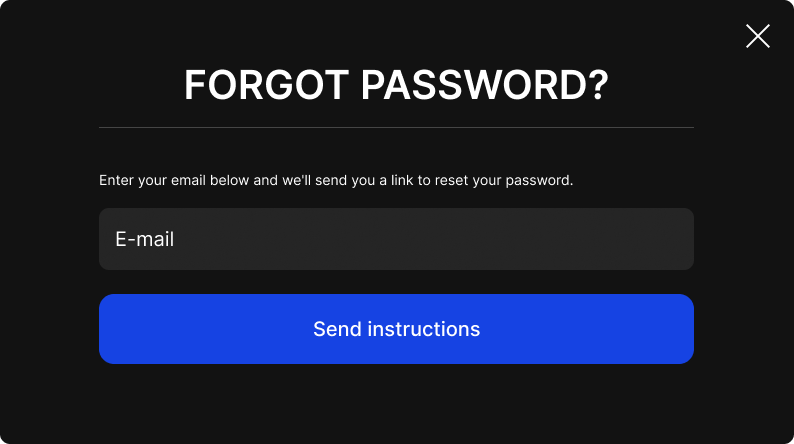 FORGOT PASSWORD?
Enter your email below and we'll send you a link to reset your password.
E-mail
Send instructions